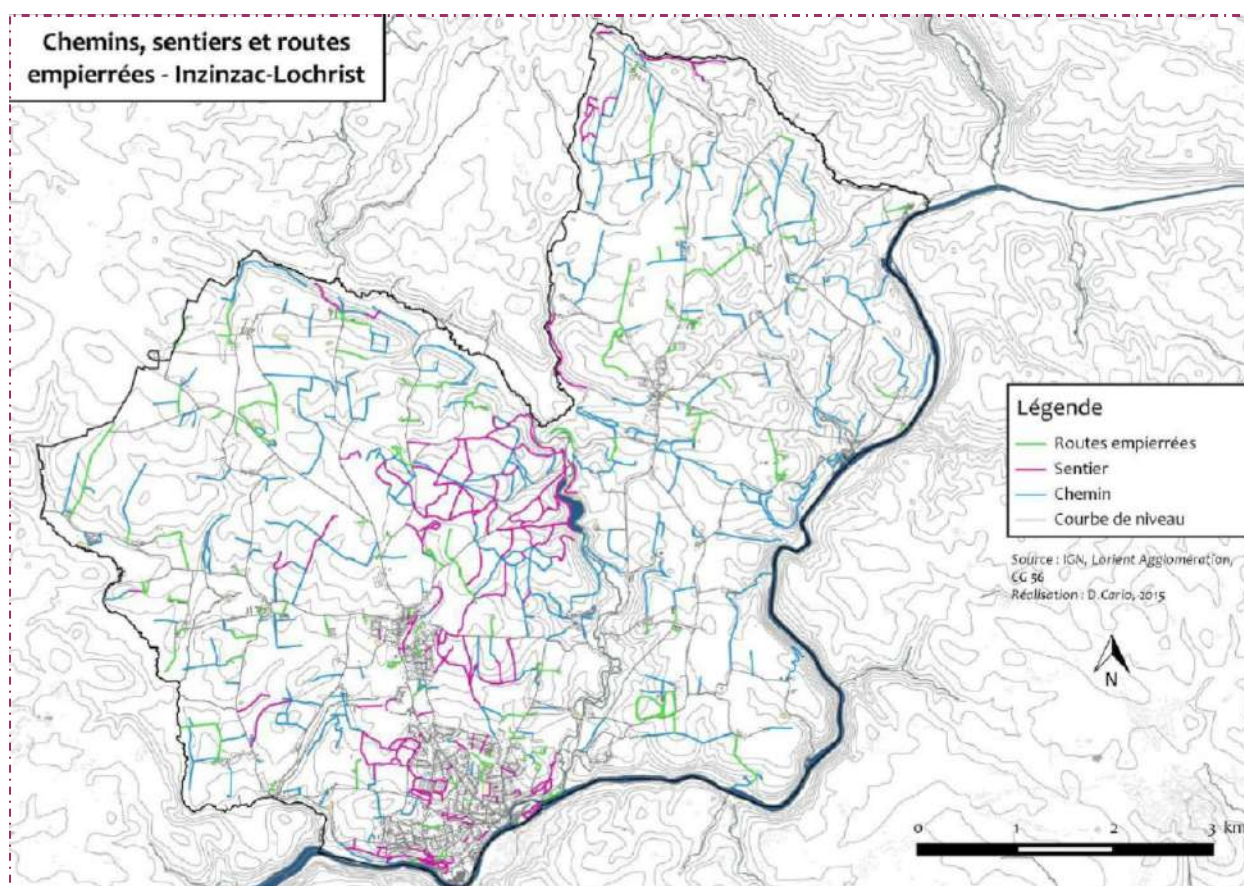 Chemins, sentiers et routes
empierrées - Inzinzac-Lochrist
Légende
Routes empierrées
Sentier
Chemin
Courbe de niveau
Source : IGN, Lorient Agglomération,
CG 56
Réalisation : D.Cario, 2015
N
0 1 2 3 km